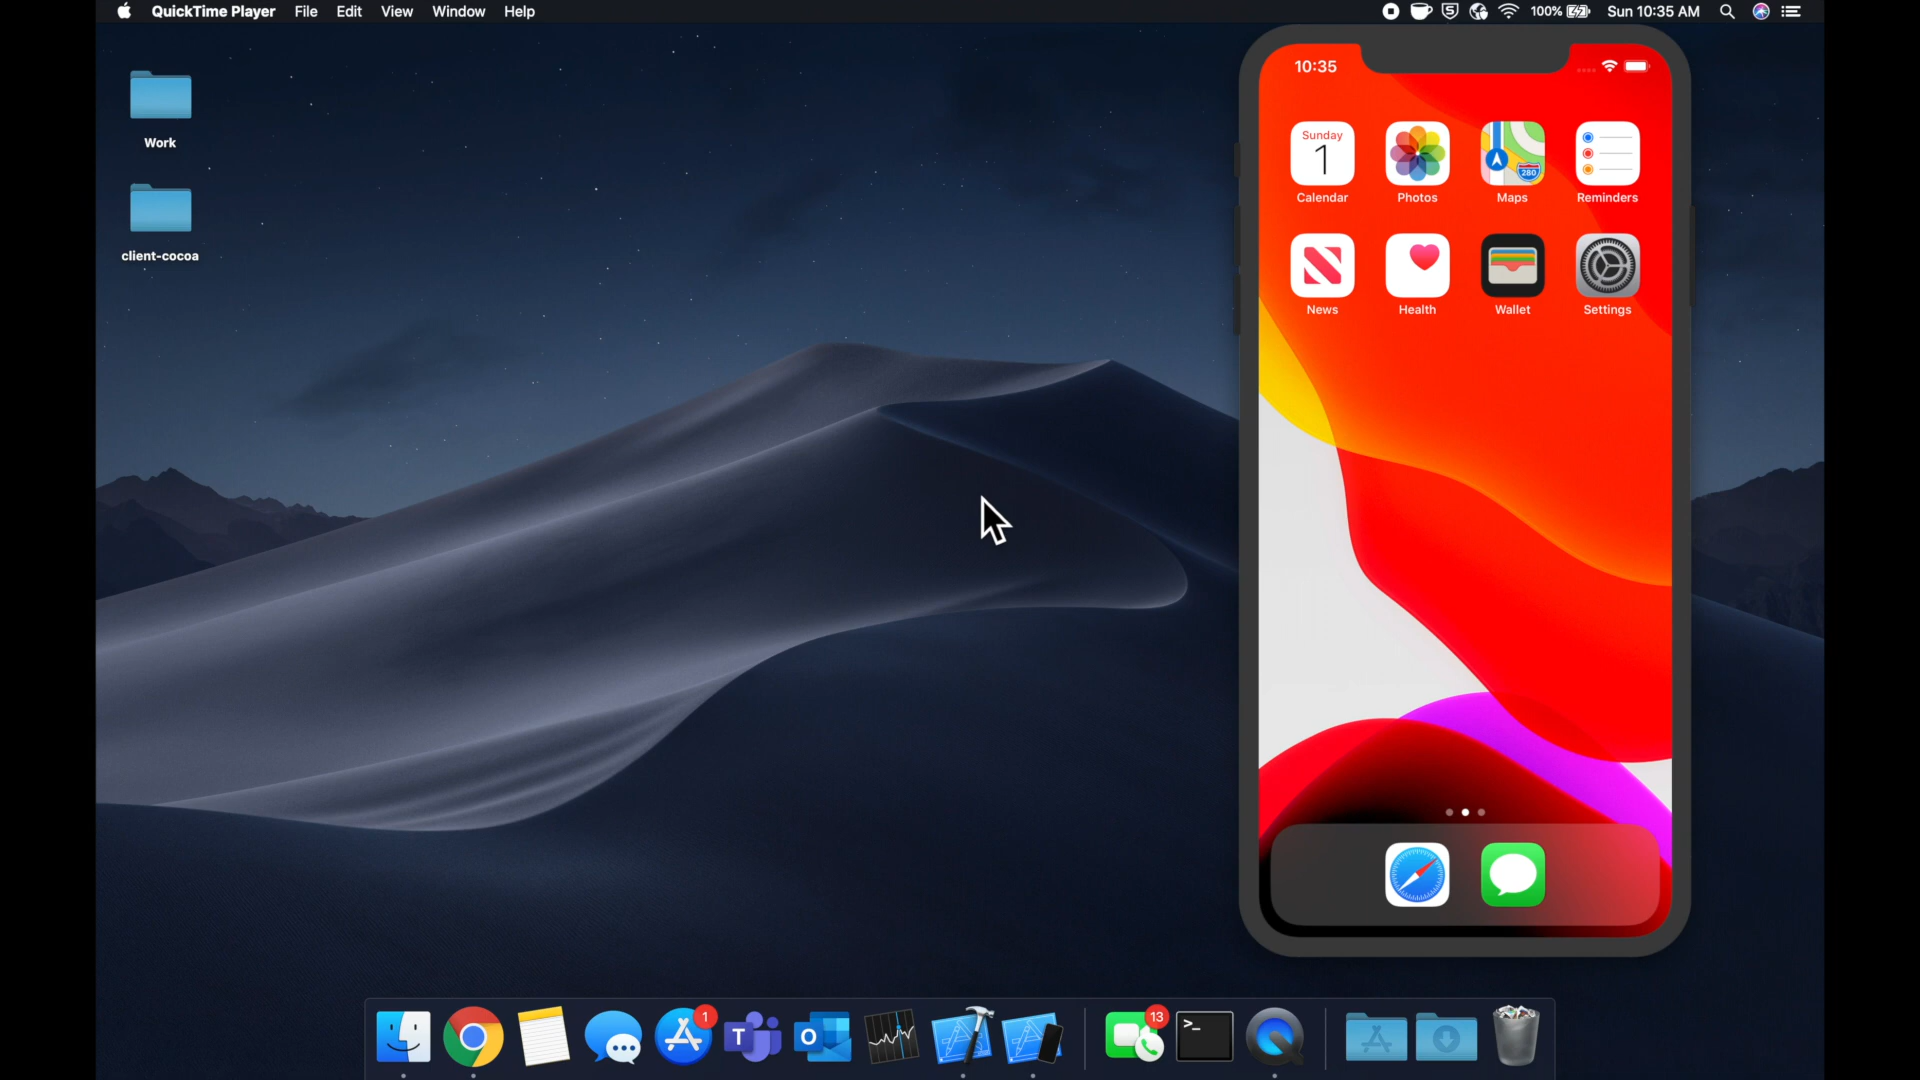 QuickTime Player File Edit View Window Help 100% Sun 10:35 AM
Work
client-cocoa
10:35
Sunday
1
280
Calendar Photos Maps Reminders
News Health Wallet Settings
1
T
O
13
>_